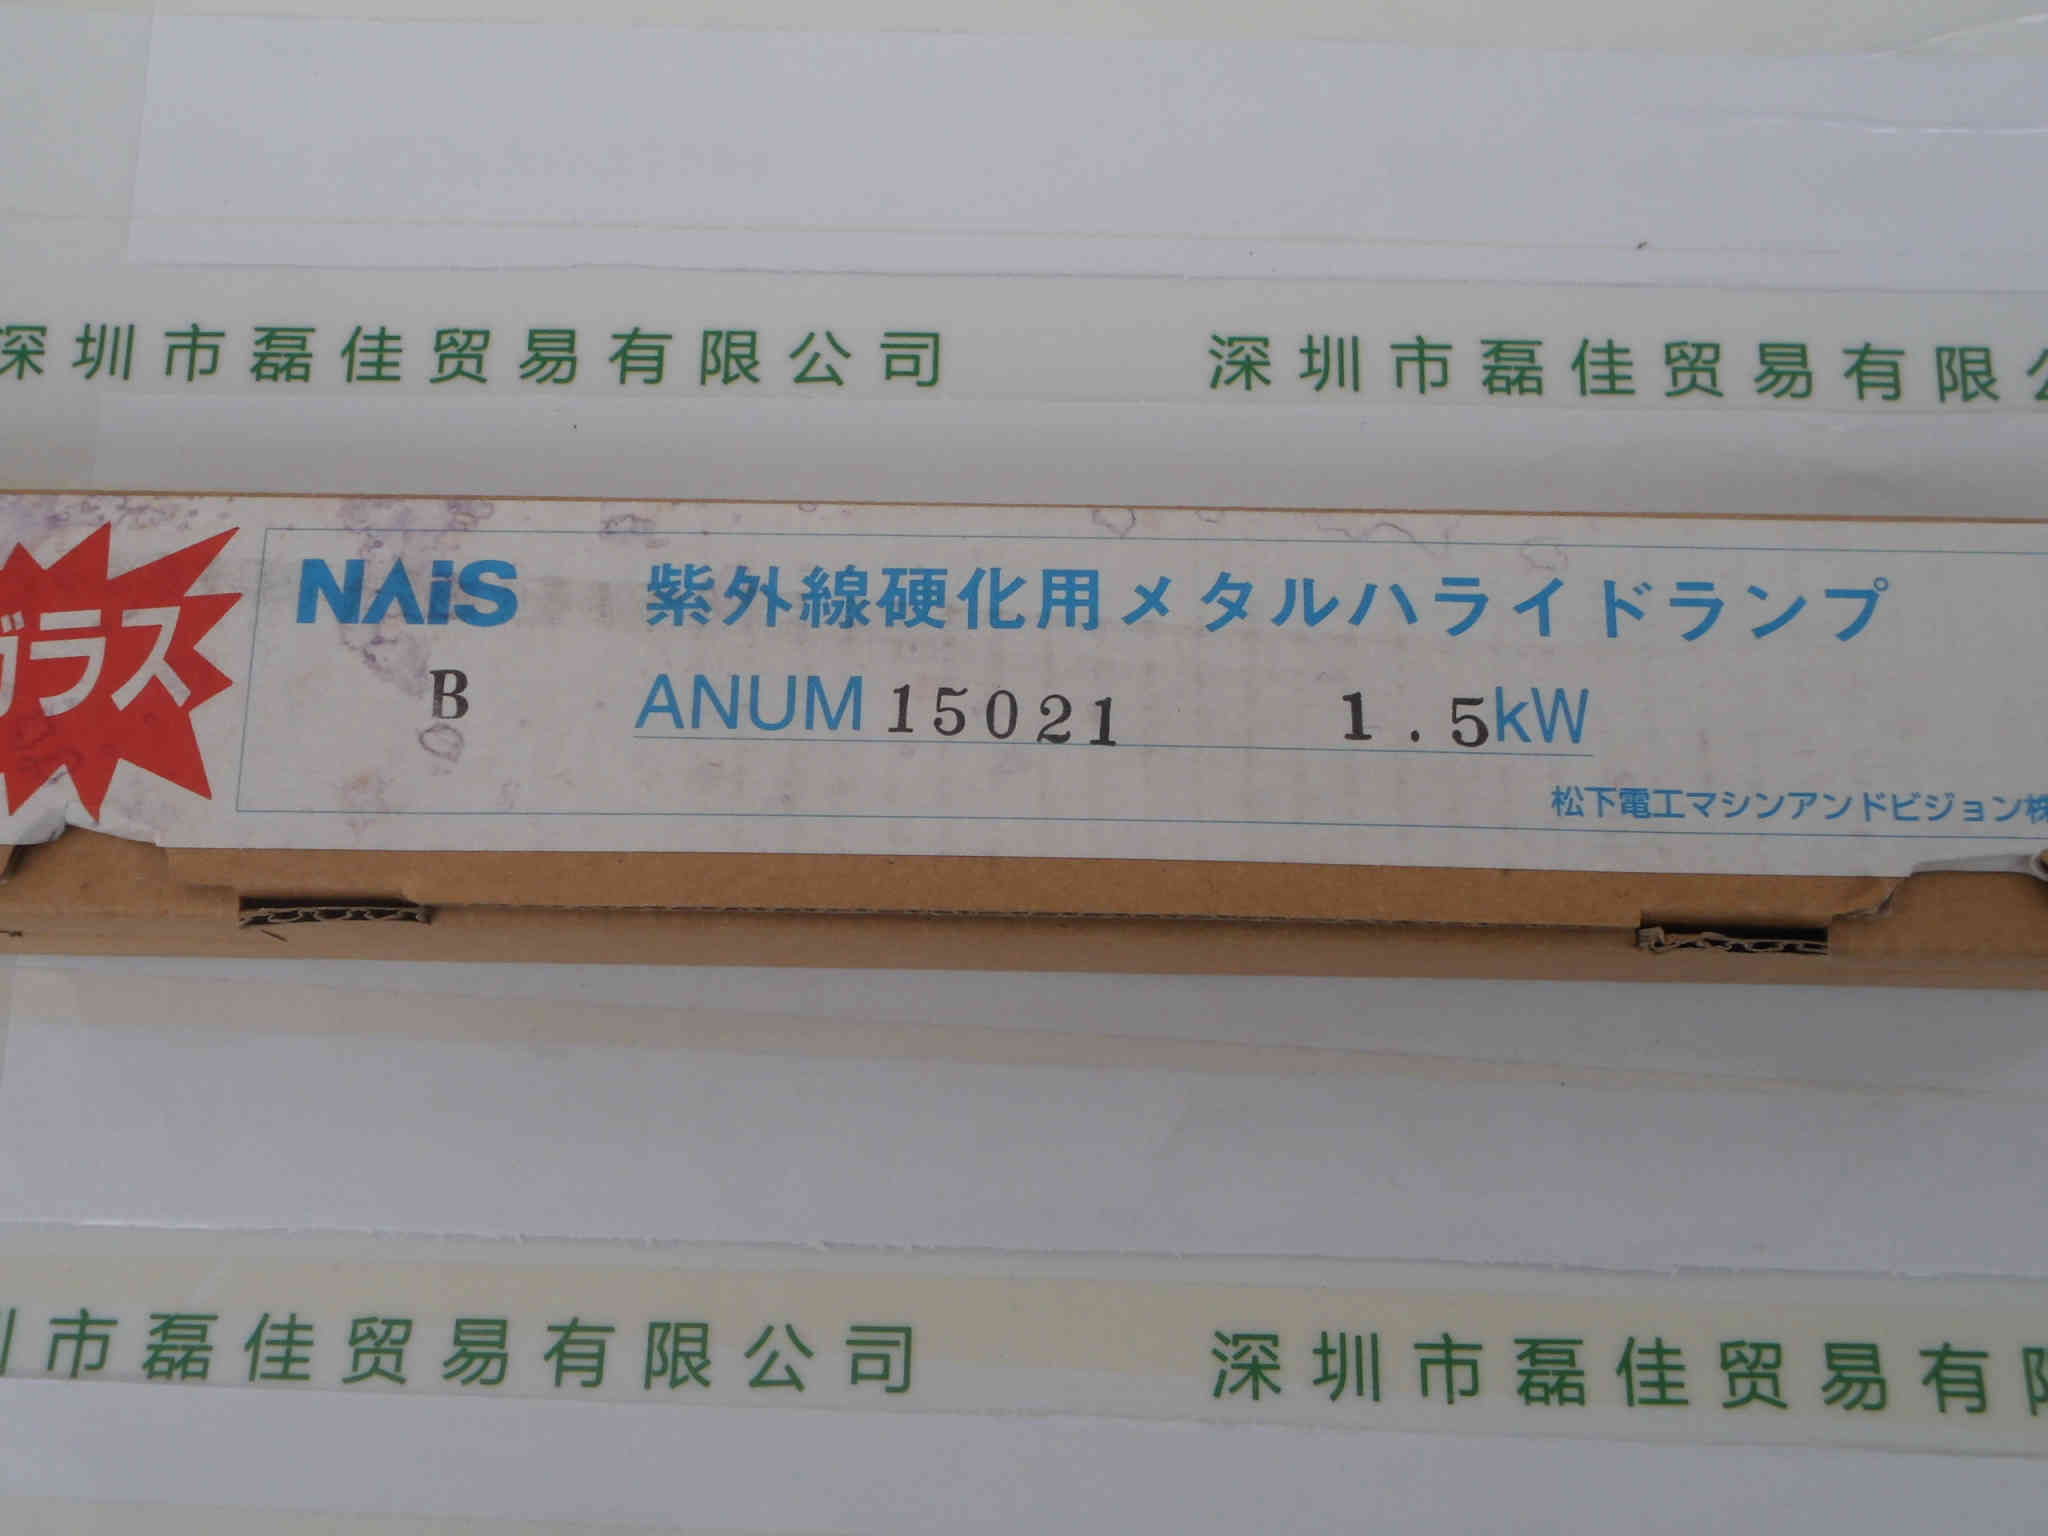 深圳市磊佳贸易有限公司 深圳市磊佳贸易有限公
ガラス
NAiS 紫外線硬化用メタルハライドランプ
B ANUM 15021 1.5kW
松下電工マシンアンドビジョン株
圳市磊佳贸易有限公司 深圳市磊佳贸易有限